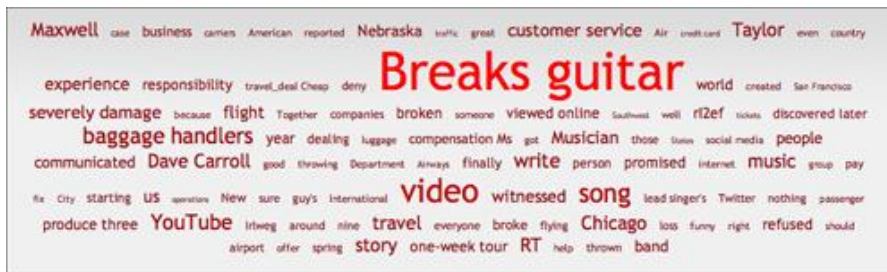 Maxwell case business carriers American reported Nebraska traffic great customer service Air credit card Taylor even country
experience responsibility travel_deal Cheap deny Breaks guitar world created San Francisco
severely damage because flight Together companies broken someone viewed online Southwest well rl2ef tickets discovered later
baggage handlers year dealing luggage compensation Ms got Musician those States social media people
communicated Dave Carroll good throwing Department Airways finally write person promised internet music group pay
fix City starting us operations New sure guy's International video witnessed song lead singer's Twitter nothing passenger
produce three YouTube lrlweg around nine travel everyone broke flying Chicago loss funny right refused should
airport offer spring story one-week tour RT help thrown band